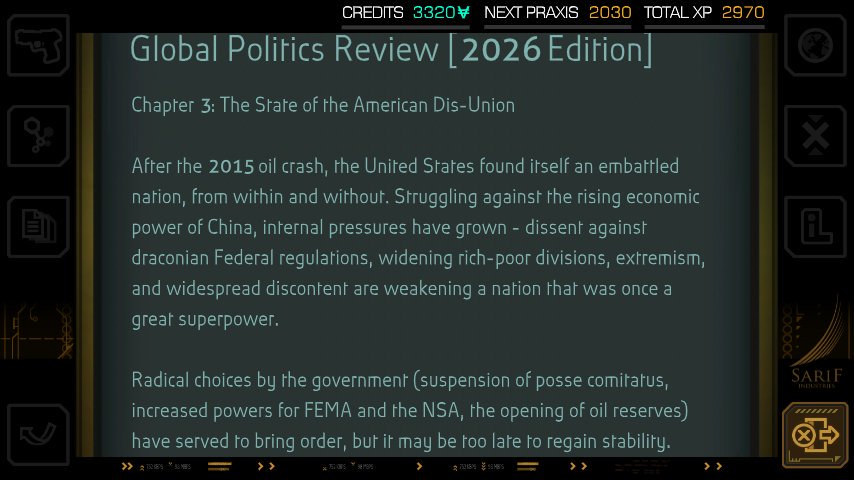 CREDITS 3320 NEXT PRAXIS 2030 TOTAL XP 2970
Global Politics Review [2026 Edition]
Chapter 3: The State of the American Dis-Union
After the 2015 oil crash, the United States found itself an embattled
nation, from within and without. Struggling against the rising economic
power of China, internal pressures have grown - dissent against
draconian Federal regulations, widening rich-poor divisions, extremism,
and widespread discontent are weakening a nation that was once a
great superpower.
Radical choices by the government (suspension of posse comitatus,
increased powers for FEMA and the NSA, the opening of oil reserves)
have served to bring order, but it may be too late to regain stability.
SARIF
INDUSTRIES